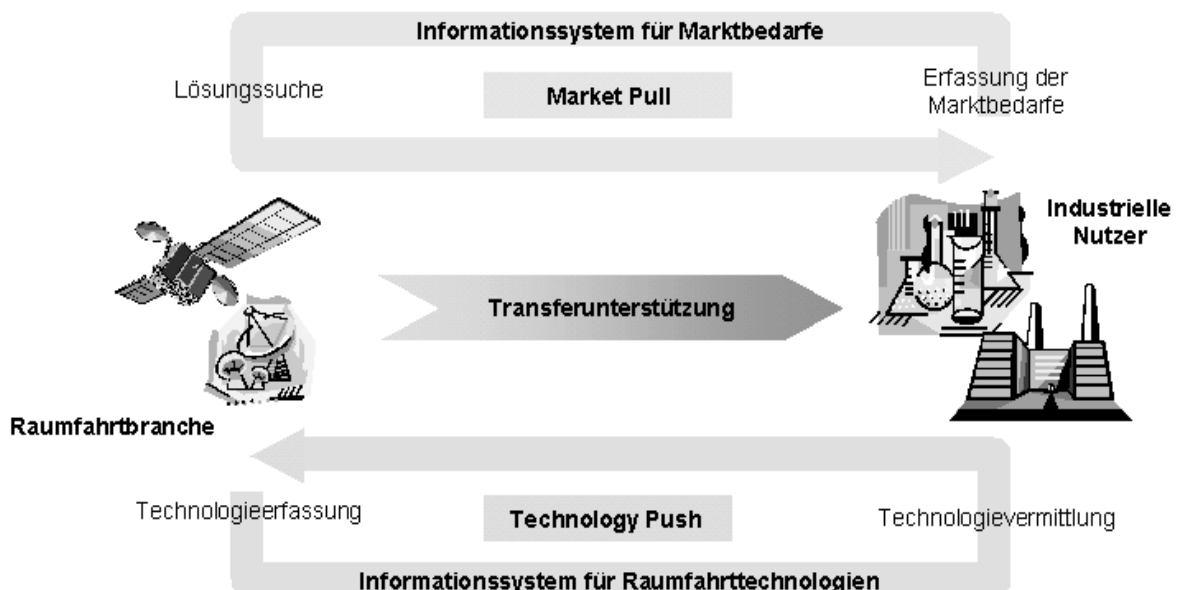 Informationssystem für Marktbedarfe
Lösungssuche
Market Pull
Erfassung der
Marktbedarfe
Industrielle
Nutzer
Transferunterstützung
Raumfahrtbranche
Technologieerfassung
Technology Push
Technologievermittlung
Informationssystem für Raumfahrttechnologien